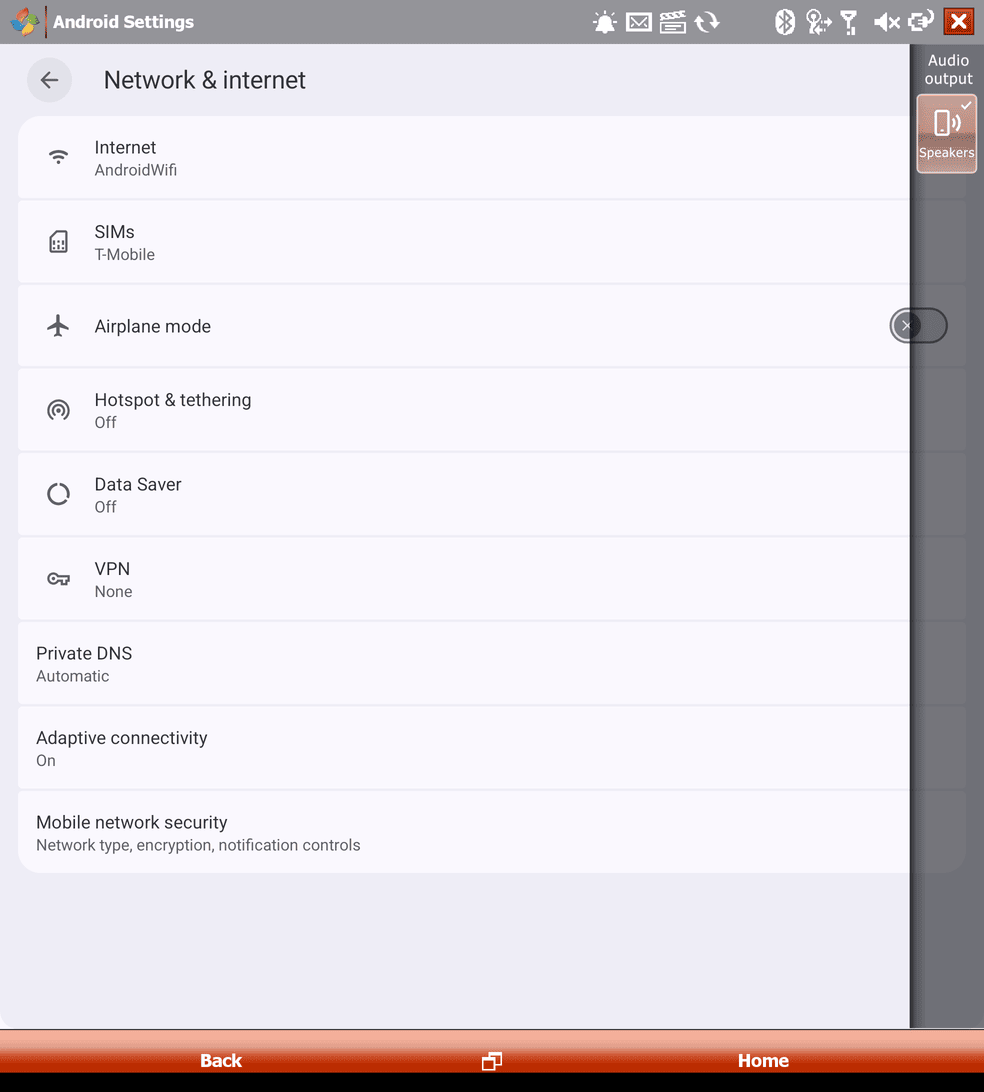 Android Settings
Network & internet
Audio
output
Speakers
Internet
AndroidWifi
SIMs
T-Mobile
Airplane mode
Hotspot & tethering
Off
Data Saver
Off
VPN
None
Private DNS
Automatic
Adaptive connectivity
On
Mobile network security
Network type, encryption, notification controls
Back
Home